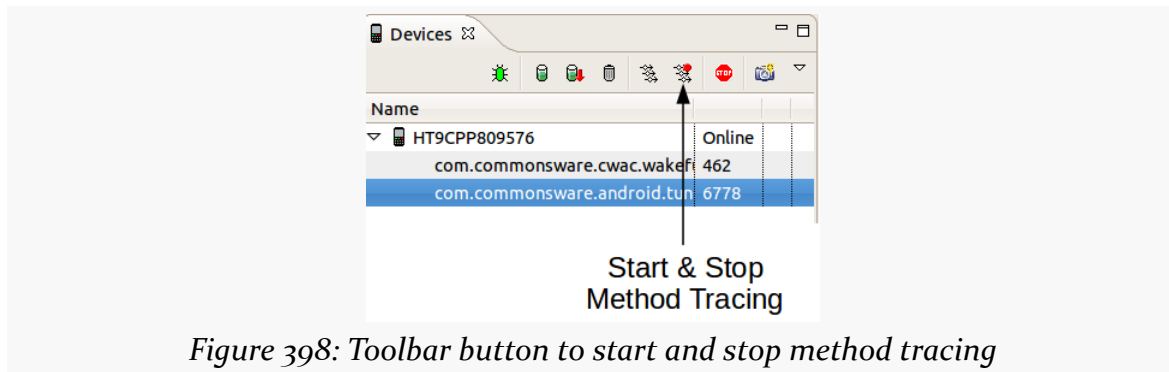 Devices
STOP
Name
HT9CPP809576 Online
com.commonsware.cwac.wakef 462
com.commonsware.android.tun 6778
Start & Stop
Method Tracing
Figure 398: Toolbar button to start and stop method tracing